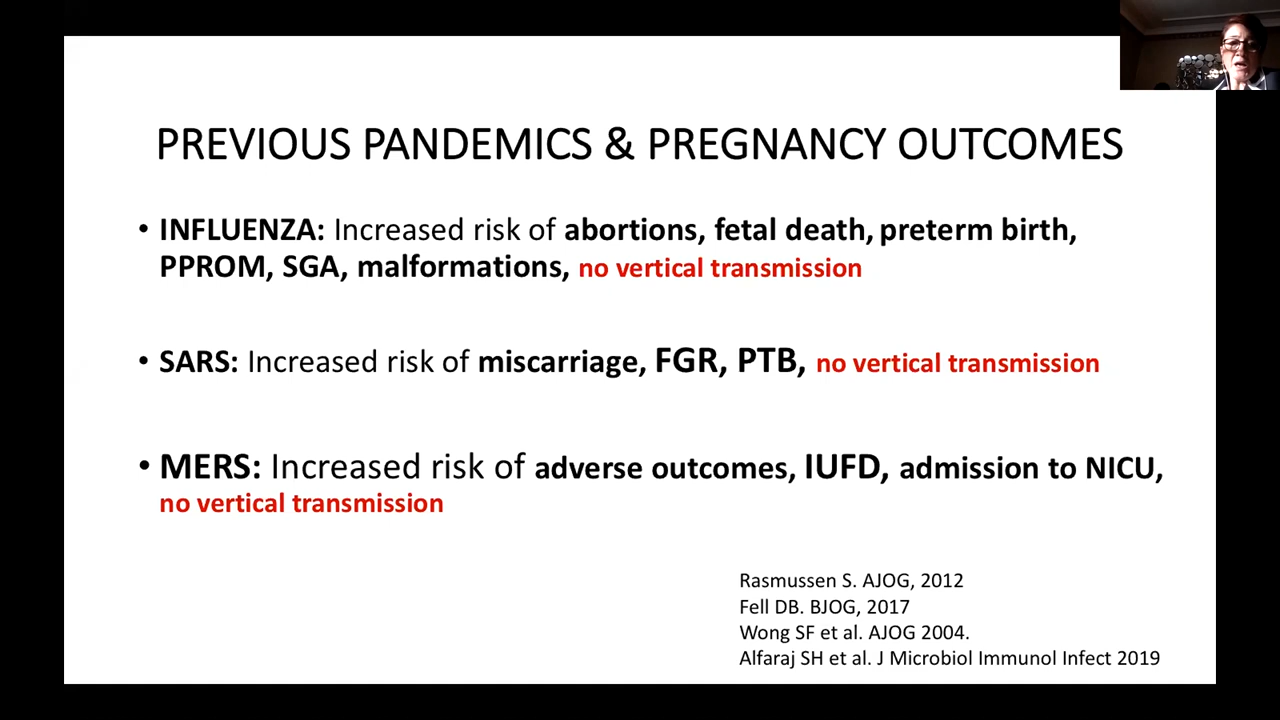 PREVIOUS PANDEMICS & PREGNANCY OUTCOMES
• INFLUENZA: Increased risk of abortions, fetal death, preterm birth,
PPROM, SGA, malformations, no vertical transmission
• SARS: Increased risk of miscarriage, FGR, PTB, no vertical transmission
• MERS: Increased risk of adverse outcomes, IUFD, admission to NICU,
no vertical transmission
Rasmussen S. AJOG, 2012
Fell DB. BJOG, 2017
Wong SF et al. AJOG 2004.
Alfaraj SH et al. J Microbiol Immunol Infect 2019